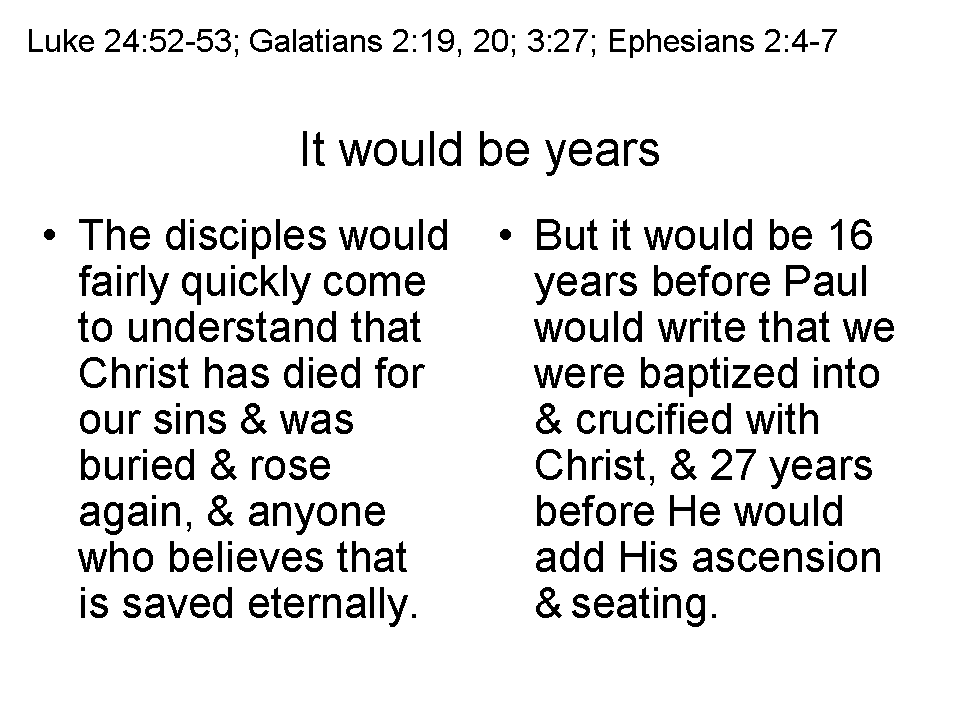 Luke 24:52-53; Galatians 2:19, 20; 3:27; Ephesians 2:4-7
It would be years
• The disciples would
fairly quickly come
to understand that
Christ has died for
our sins & was
buried & rose
again, & anyone
who believes that
is saved eternally.
• But it would be 16
years before Paul
would write that we
were baptized into
& crucified with
Christ, & 27 years
before He would
add His ascension
& seating.